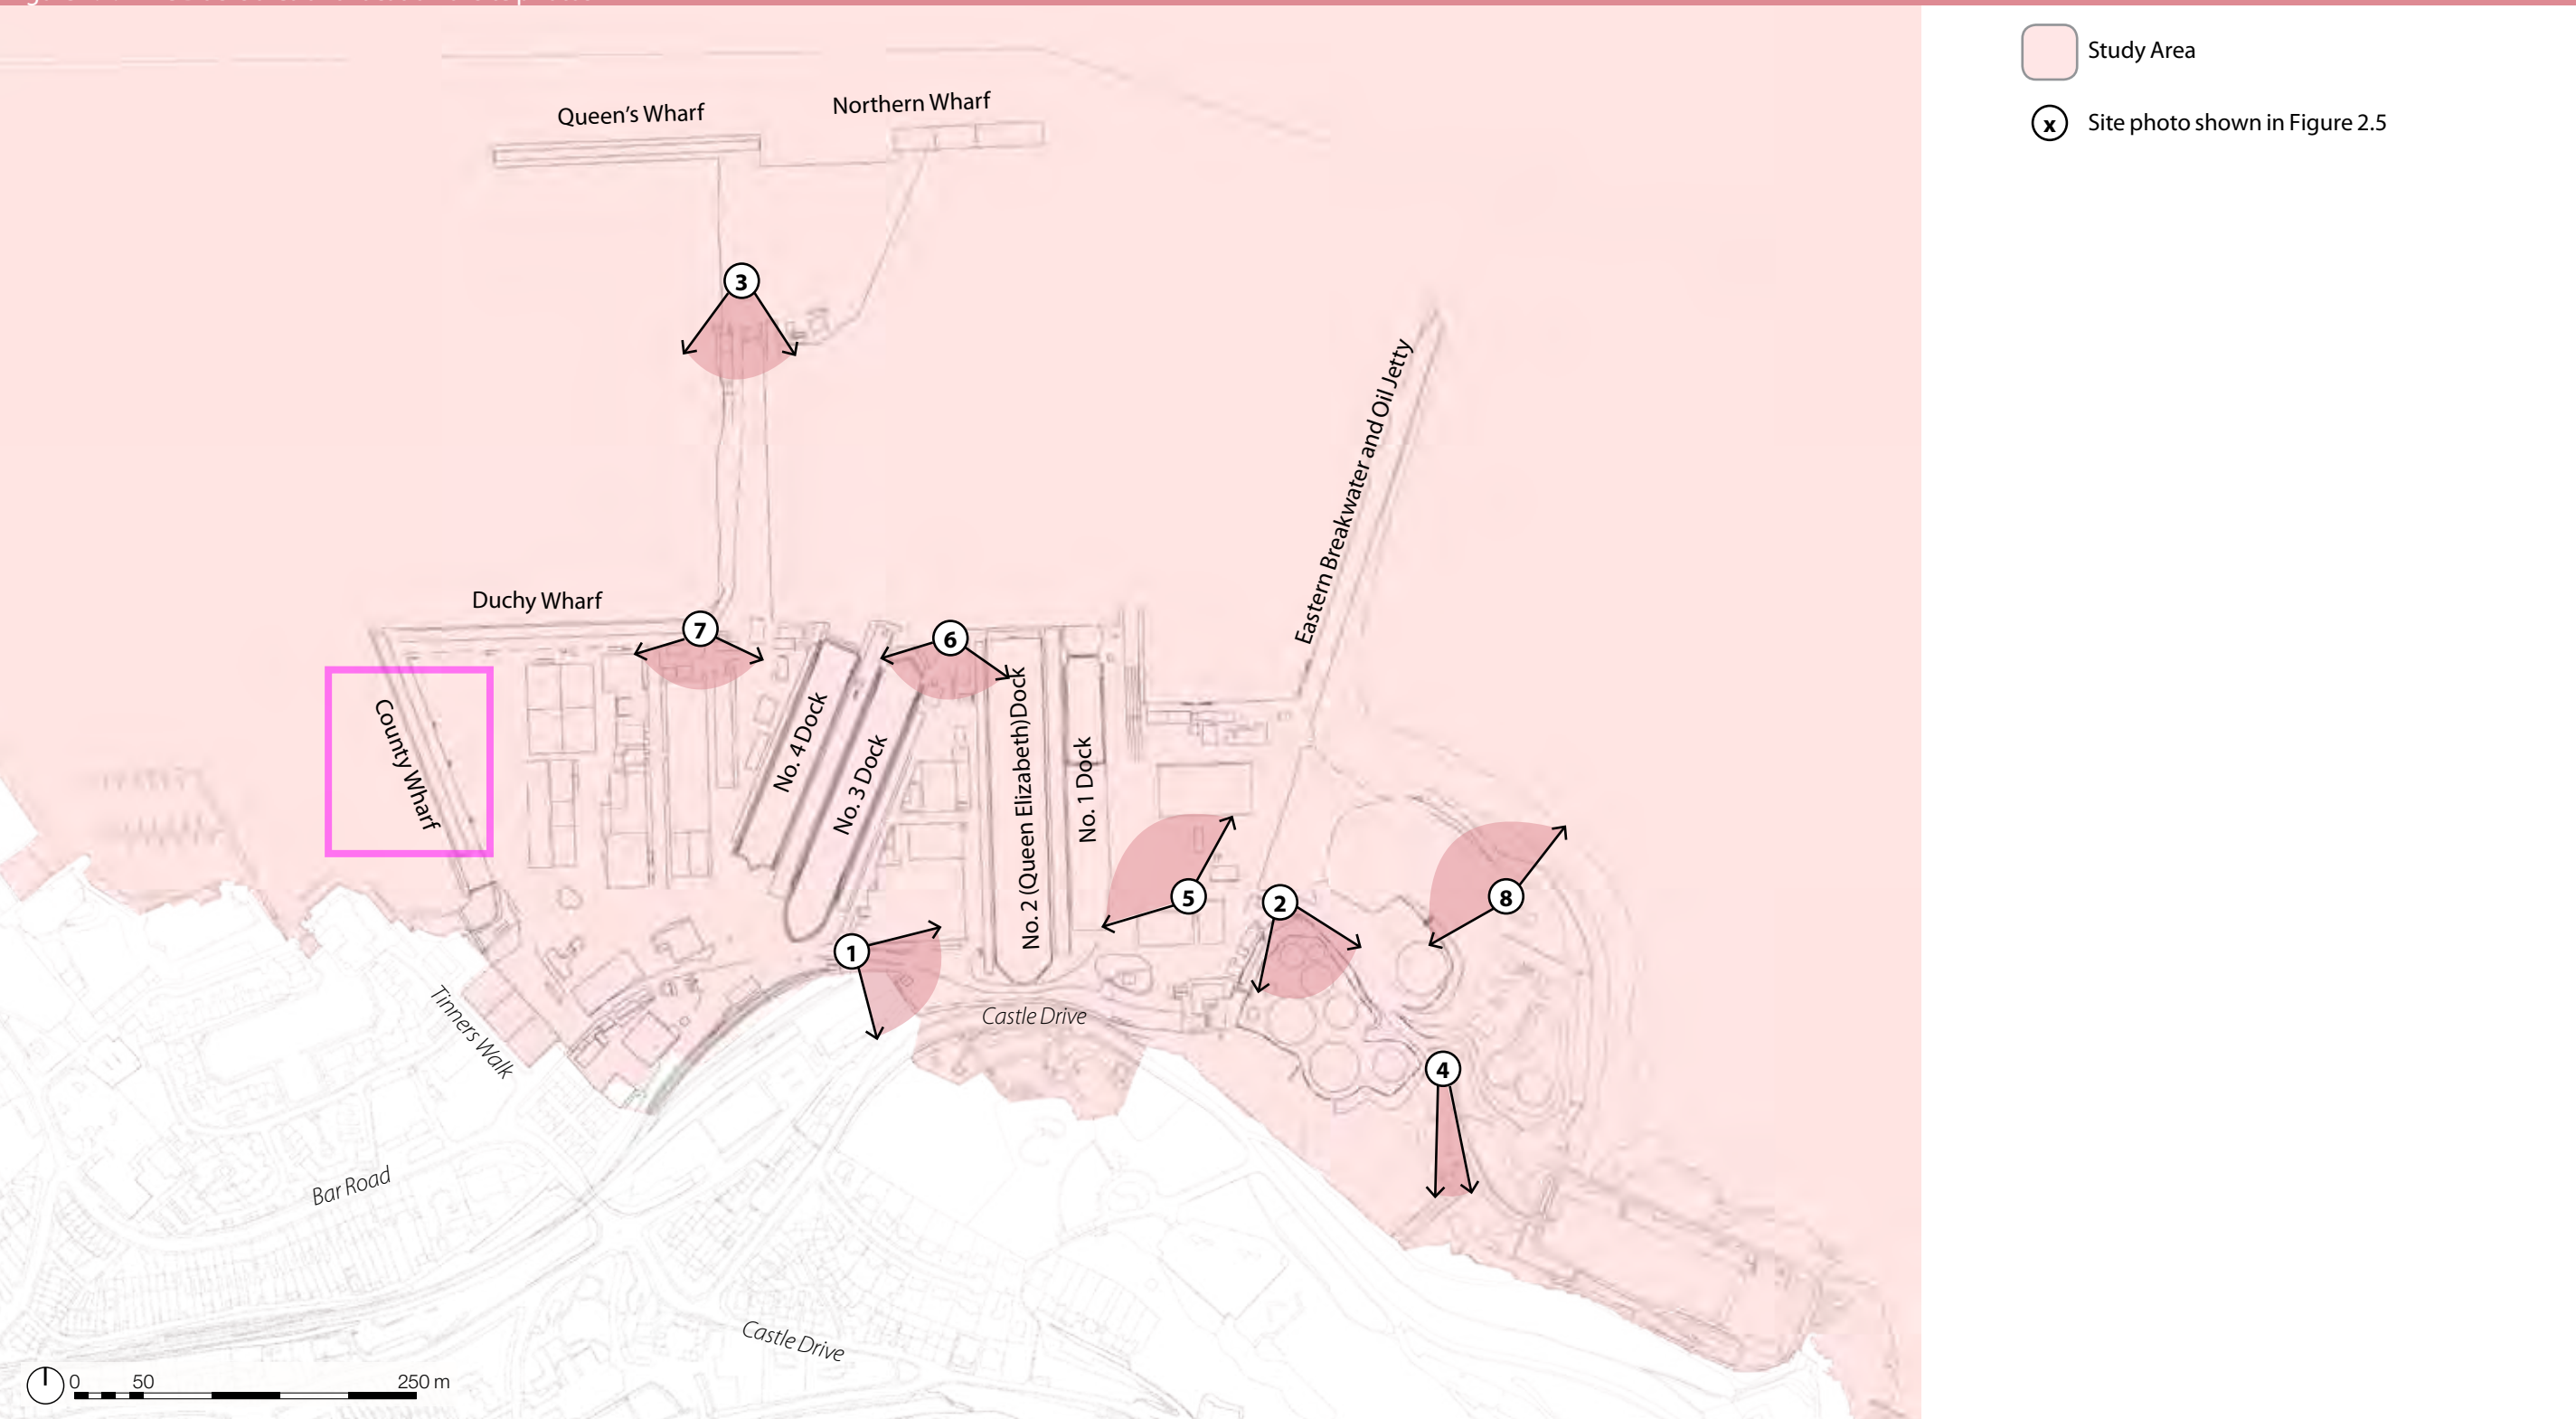 Study Area
x
Site photo shown in Figure 2.5
Queen's Wharf
Northern Wharf
3
Eastern Breakwater and Oil Jetty
Duchy Wharf
7
6
County Wharf
No. 4 Dock
No. 3 Dock
No. 2 (Queen Elizabeth)Dock
No. 1 Dock
5
2
8
1
Castle Drive
Tinners Walk
4
Bar Road
Castle Drive
0 50 250 m